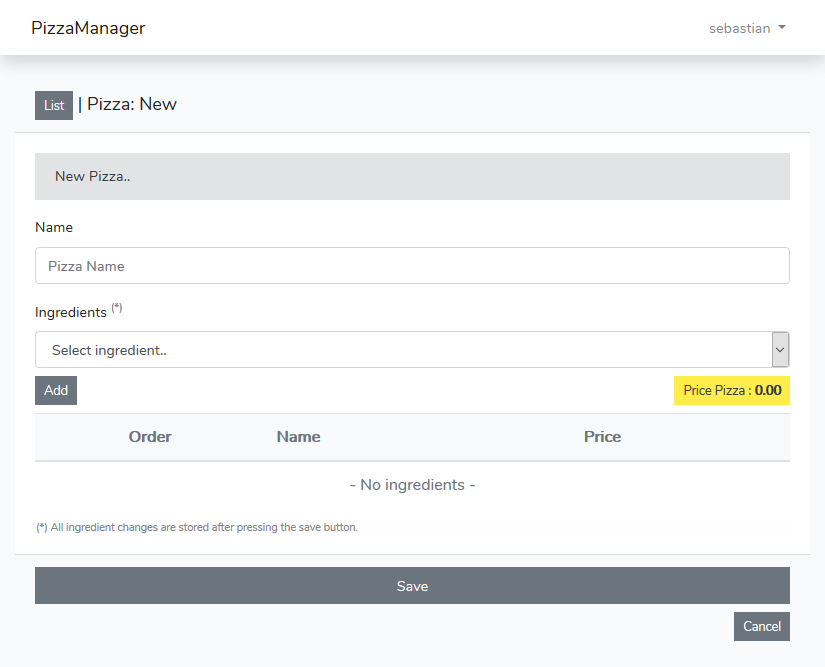 PizzaManager sebastian
List | Pizza: New
New Pizza..
Name
Pizza Name
Ingredients (*)
Select ingredient..
Add Price Pizza : 0.00
Order Name Price
- No ingredients -
(*) All ingredient changes are stored after pressing the save button.
Save
Cancel